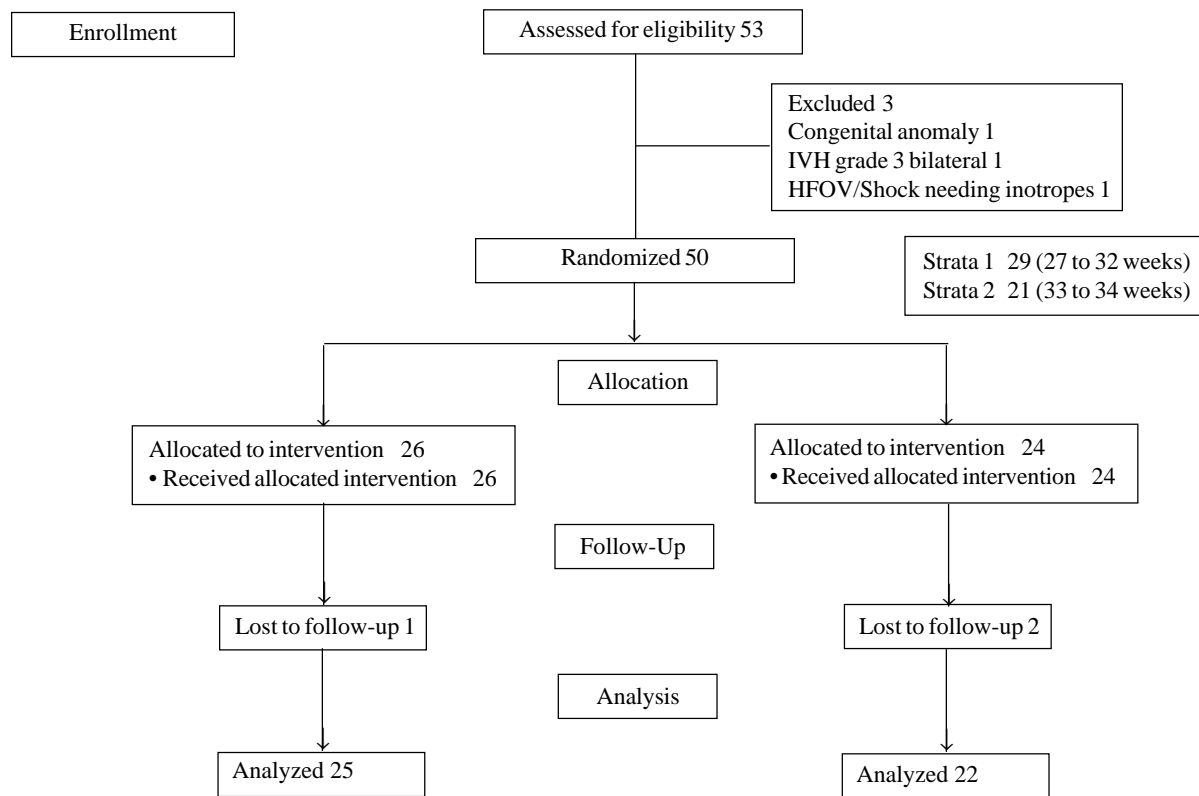 Enrollment
Assessed for eligibility 53
Excluded 3
Congenital anomaly 1
IVH grade 3 bilateral 1
HFOV/Shock needing inotropes 1
Randomized 50
Strata 1 29 (27 to 32 weeks)
Strata 2 21 (33 to 34 weeks)
Allocation
Allocated to intervention 26
• Received allocated intervention 26
Allocated to intervention 24
• Received allocated intervention 24
Follow-Up
Lost to follow-up 1
Lost to follow-up 2
Analysis
Analyzed 25
Analyzed 22